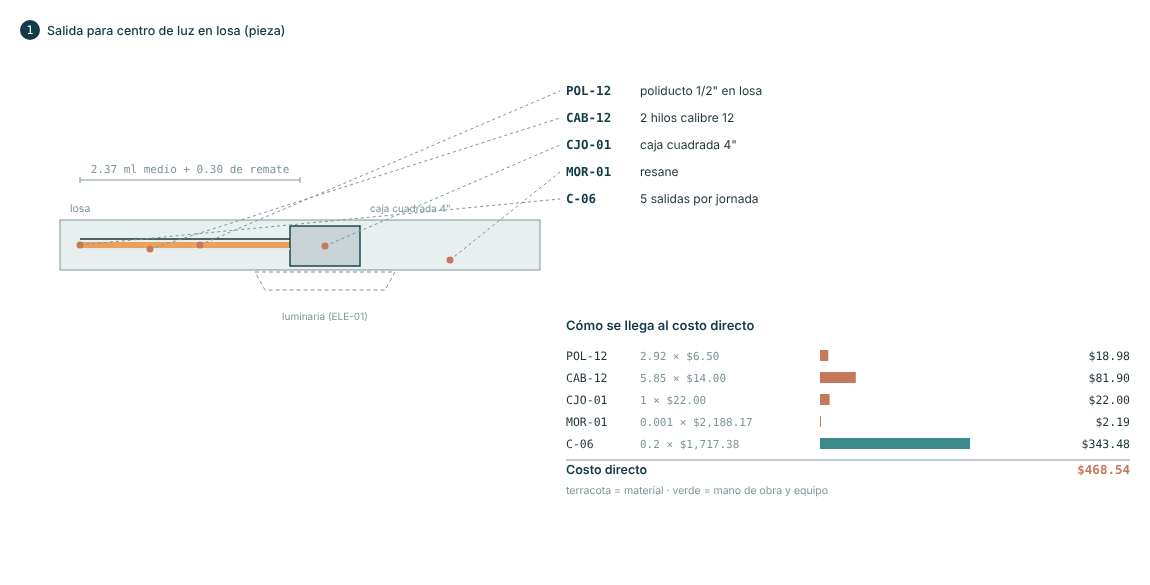 1 Salida para centro de luz en losa (pieza)
POL-12 poliducto 1/2" en losa
CAB-12 2 hilos calibre 12
CJO-01 caja cuadrada 4"
MOR-01 resane
C-06 5 salidas por jornada
2.37 ml medio + 0.30 de remate
losa
caja cuadrada 4"
luminaria (ELE-01)
Cómo se llega al costo directo
POL-12 2.92 × $6.50 $18.98
CAB-12 5.85 × $14.00 $81.90
CJO-01 1 × $22.00 $22.00
MOR-01 0.001 × $2,188.17 $2.19
C-06 0.2 × $1,717.38 $343.48
Costo directo $468.54
terracota = material · verde = mano de obra y equipo